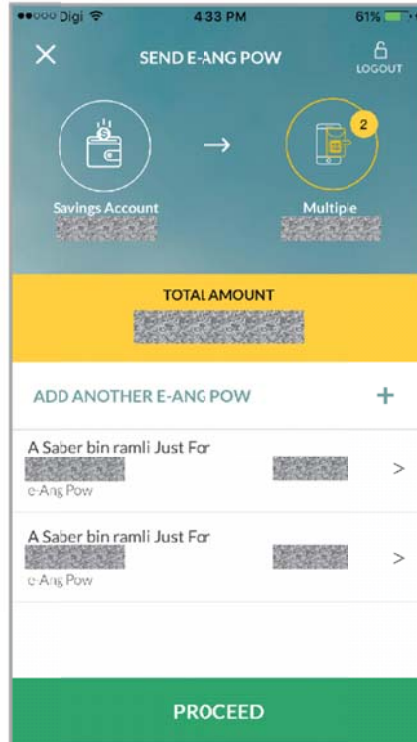 Digi 4:33 PM 61%
SEND E-ANG POW
LOGOUT
2
Savings Account
Multiple
TOTAL AMOUNT
ADD ANOTHER E-ANG POW +
A Saber bin ramli Just For
>
e-Ang Pow
A Saber bin ramli Just For
>
e-Ang Pow
PROCEED